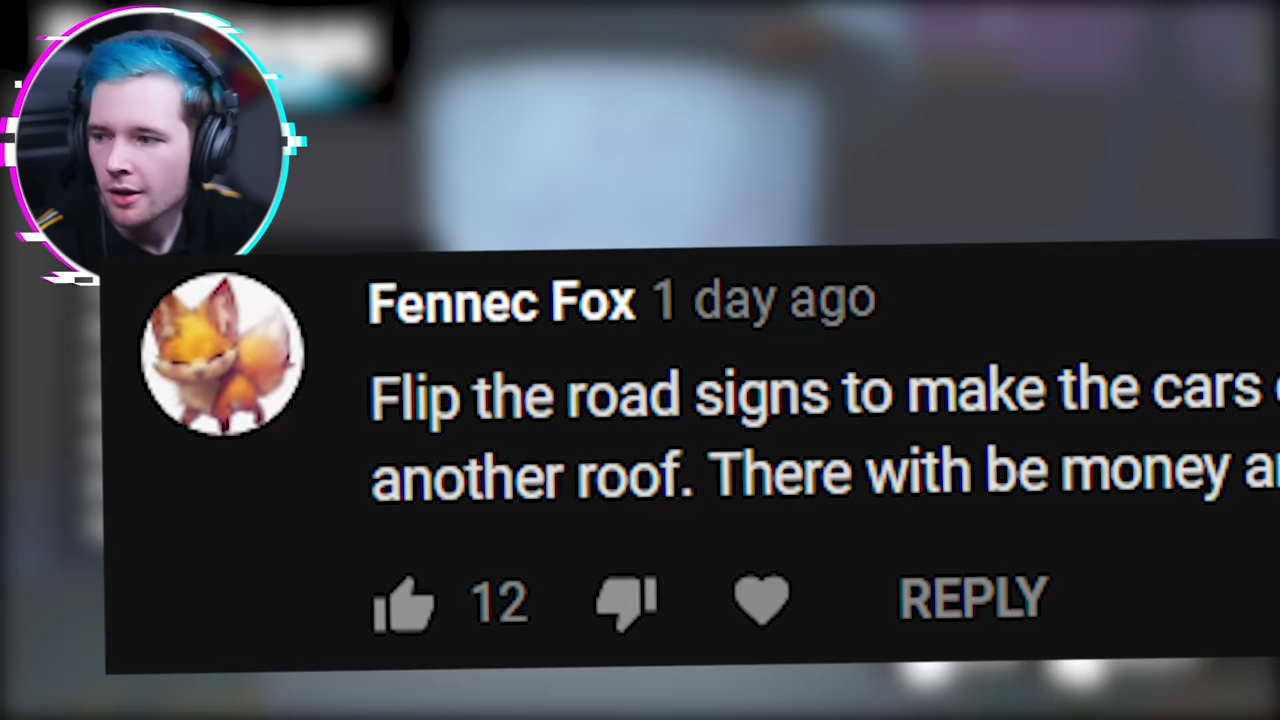 Fennec Fox 1 day ago
Flip the road signs to make the cars
another roof. There with be money
12
REPLY